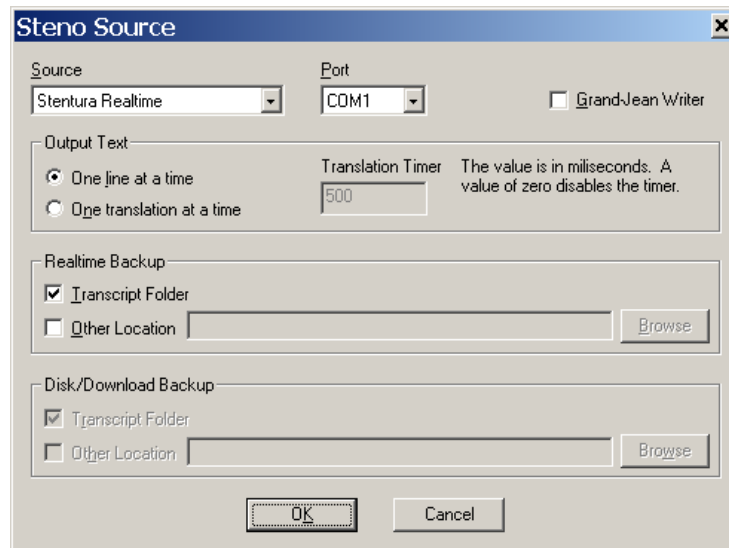 Steno Source
Source
Port
Stentura Realtime
COM1
Grand-Jean Writer
Output Text
One line at a time
Translation Timer
The value is in miliseconds. A
value of zero disables the timer.
500
One translation at a time
Realtime Backup
Transcript Folder
Other Location
Browse
Disk/Download Backup
Transcript Folder
Other Location
Browse
OK
Cancel